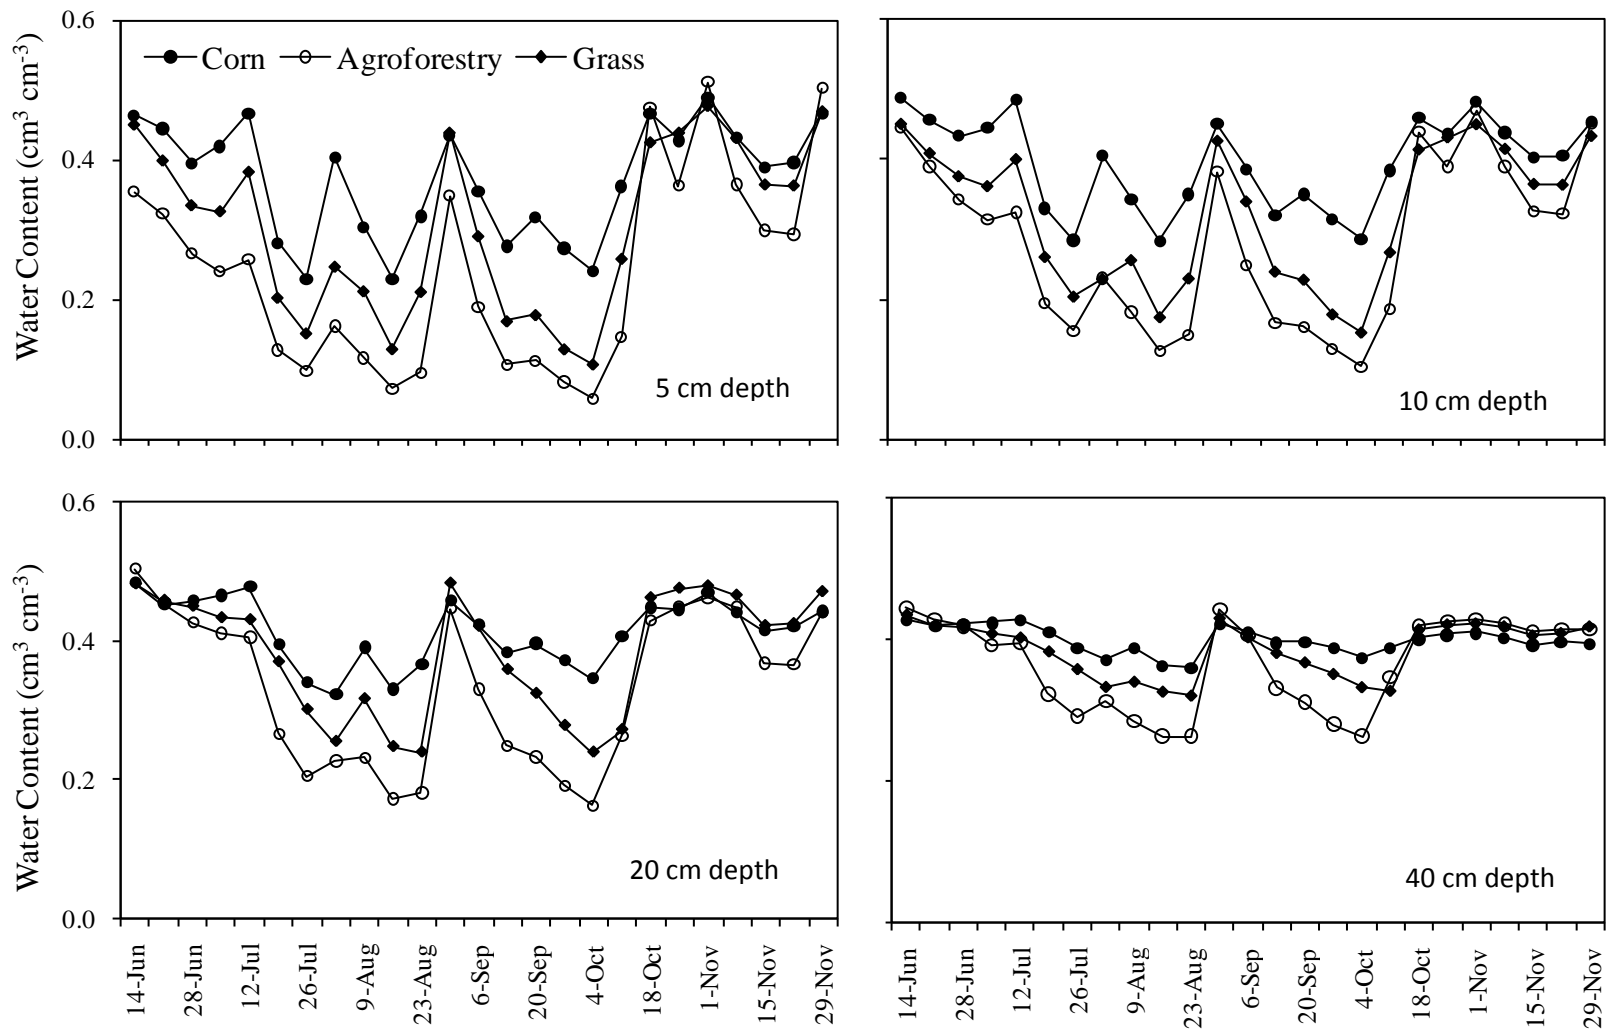 0.6
0.4
0.2
0.0
Water Content (cm³ cm⁻³)
Corn Agroforestry Grass
5 cm depth
10 cm depth
0.6
0.4
0.2
0.0
Water Content (cm³ cm⁻³)
20 cm depth
40 cm depth
14-Jun
28-Jun
12-Jul
26-Jul
9-Aug
23-Aug
6-Sep
20-Sep
4-Oct
18-Oct
1-Nov
15-Nov
29-Nov
14-Jun
28-Jun
12-Jul
26-Jul
9-Aug
23-Aug
6-Sep
20-Sep
4-Oct
18-Oct
1-Nov
15-Nov
29-Nov